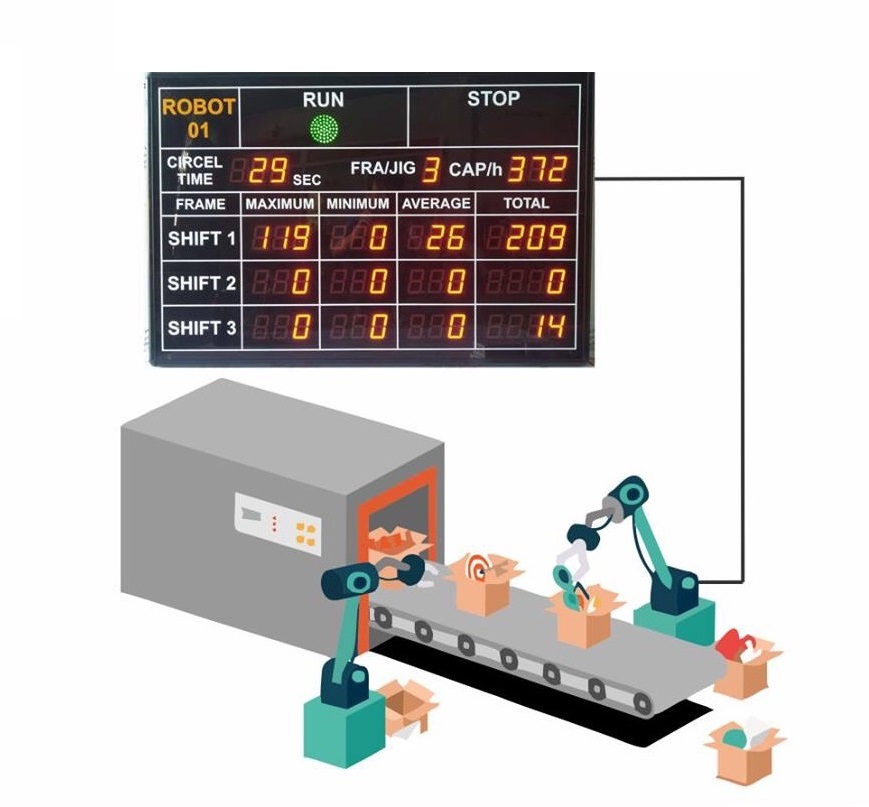 ROBOT RUN STOP
01
CIRCEL TIME 29 SEC FRA/JIG 3 CAP/h 372
FRAME MAXIMUM MINIMUM AVERAGE TOTAL
SHIFT 1 119 0 26 209
SHIFT 2 0 0 0 0
SHIFT 3 0 0 0 14